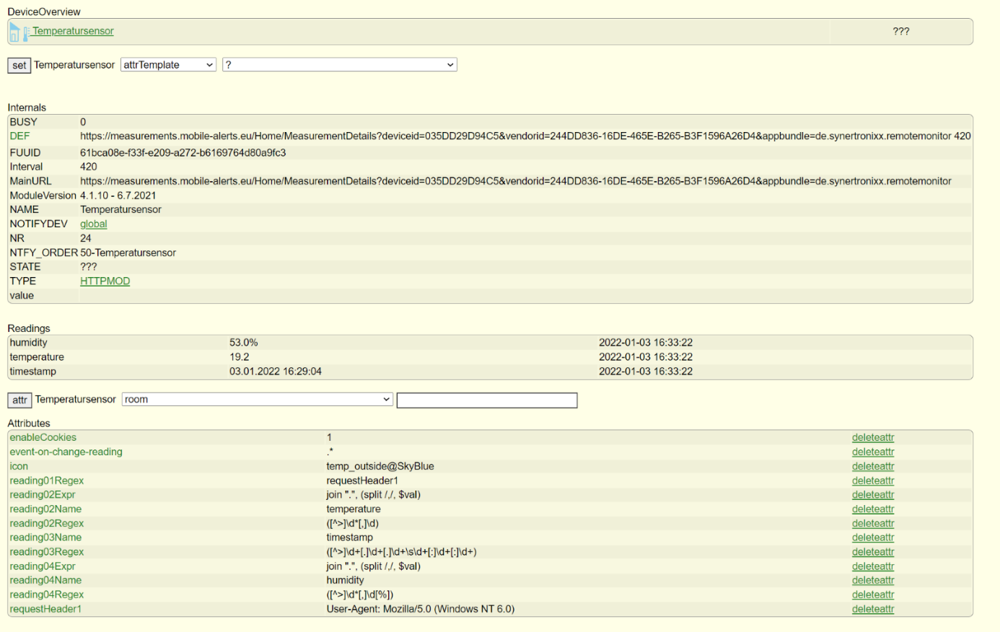 DeviceOverview
Temperatursensor ???
set Temperatursensor attrTemplate ?
Internals
BUSY 0
DEF https://measurements.mobile-alerts.eu/Home/MeasurementDetails?deviceid=035DD29D94C5&vendorid=244DD836-16DE-465E-B265-B3F1596A26D4&appbundle=de.synertronixx.remotemonitor 420
FUUID 61bca08e-f33f-e209-a272-b6169764d80a9fc3
Interval 420
MainURL https://measurements.mobile-alerts.eu/Home/MeasurementDetails?deviceid=035DD29D94C5&vendorid=244DD836-16DE-465E-B265-B3F1596A26D4&appbundle=de.synertronixx.remotemonitor
ModuleVersion 4.1.10 - 6.7.2021
NAME Temperatursensor
NOTIFYDEV global
NR 24
NTFY_ORDER 50-Temperatursensor
STATE ???
TYPE HTTPMOD
value
Readings
humidity 53.0% 2022-01-03 16:33:22
temperature 19.2 2022-01-03 16:33:22
timestamp 03.01.2022 16:29:04 2022-01-03 16:33:22
attr Temperatursensor room
Attributes
enableCookies 1 deleteattr
event-on-change-reading .* deleteattr
icon temp_outside@SkyBlue deleteattr
reading01Regex requestHeader1 deleteattr
reading02Expr join ".", (split /,/, $val) deleteattr
reading02Name temperature deleteattr
reading02Regex ([^>]\d*[,]\d) deleteattr
reading03Name timestamp deleteattr
reading03Regex ([^>]\d+[.]\d+[.]\d+\s\d+[:]\d+[:]\d+) deleteattr
reading04Expr join ".", (split /,/, $val) deleteattr
reading04Name humidity deleteattr
reading04Regex ([^>]\d*[,]\d[%]) deleteattr
requestHeader1 User-Agent: Mozilla/5.0 (Windows NT 6.0) deleteattr